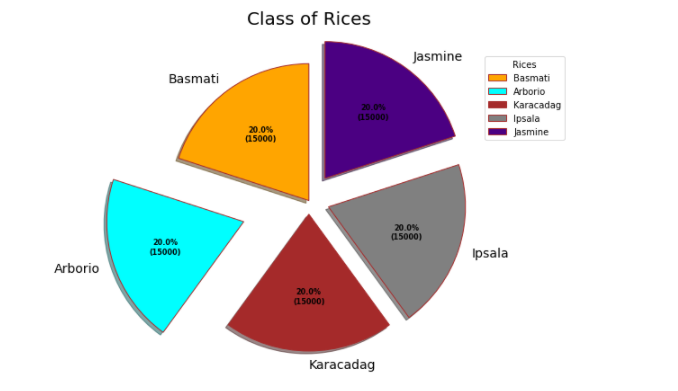 Class of Rices
Jasmine
Basmati
Rices
Basmati
Arborio
Karacadag
Ipsala
Jasmine
20.0%
(15000)
20.0%
(15000)
20.0%
(15000)
20.0%
(15000)
Ipsala
Arborio
20.0%
(15000)
Karacadag